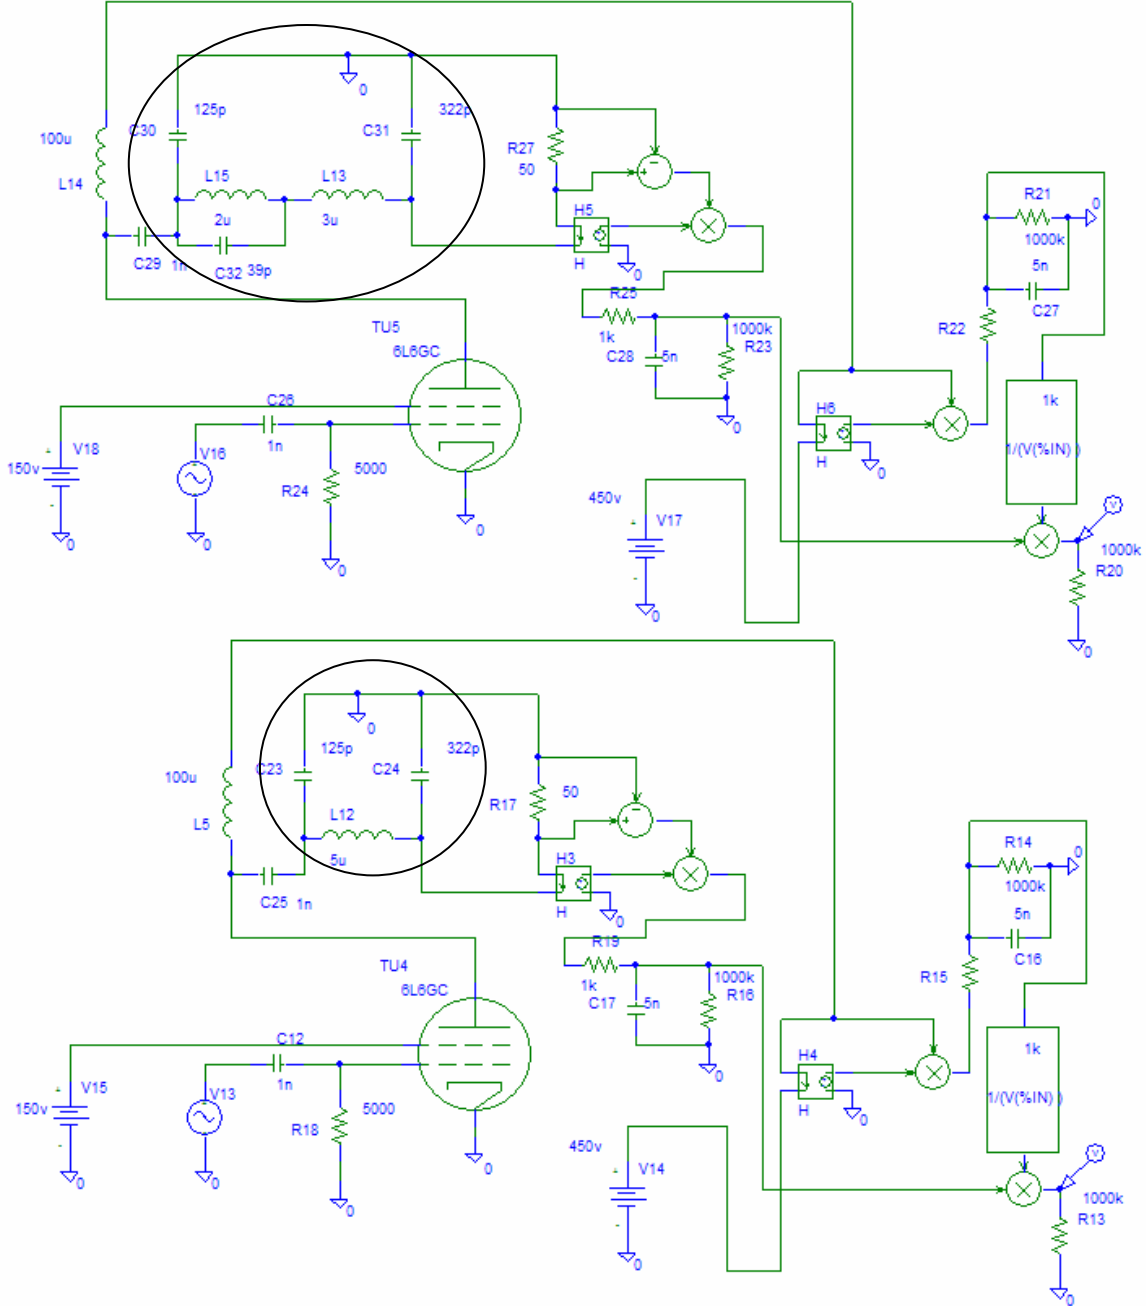 125p
322p
C30
C31
100u
L14
L15
L13
2u
3u
C29
1n
C32
39p
0
R27
50
H5
H
0
R25
1k
C28
5n
1000k
R23
0
R21
0
1000k
5n
C27
R22
TU5
6L6GC
C26
1n
V18
150v
V16
5000
R24
0
0
0
0
H6
H
0
1k
1/(V(%IN) )
450v
V17
0
V
1000k
R20
0
0
125p
322p
C23
C24
100u
L5
L12
5u
C25
1n
R17
50
H3
H
0
R19
1k
C17
5n
1000k
R16
0
R14
0
1000k
5n
C16
R15
TU4
6L6GC
C12
1n
V15
150v
V13
5000
R18
0
0
0
0
H4
H
0
1k
1/(V(%IN) )
450v
V14
0
V
1000k
R13
0